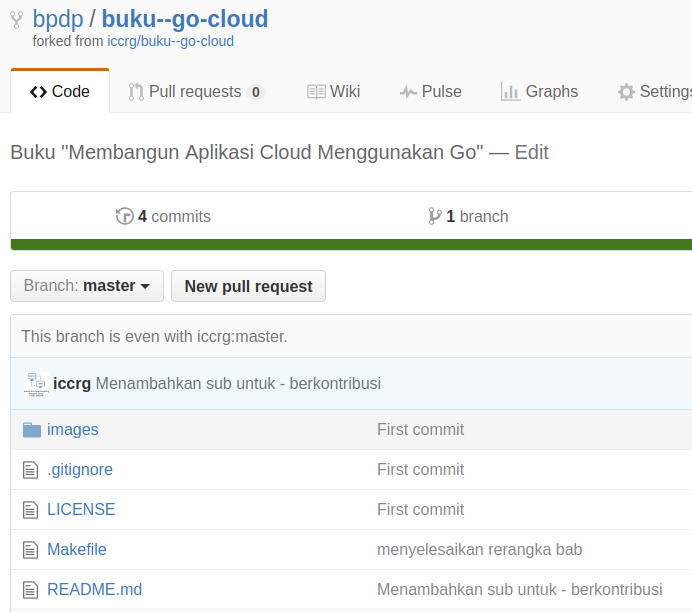 bpdp / buku--go-cloud
forked from iccrg/buku--go-cloud
Code Pull requests 0 Wiki Pulse Graphs Settings
Buku "Membangun Aplikasi Cloud Menggunakan Go" — Edit
4 commits 1 branch
Branch: master New pull request
This branch is even with iccrg:master.
iccrg Menambahkan sub untuk - berkontribusi
images First commit
.gitignore First commit
LICENSE First commit
Makefile menyelesaikan rerangka bab
README.md Menambahkan sub untuk - berkontribusi